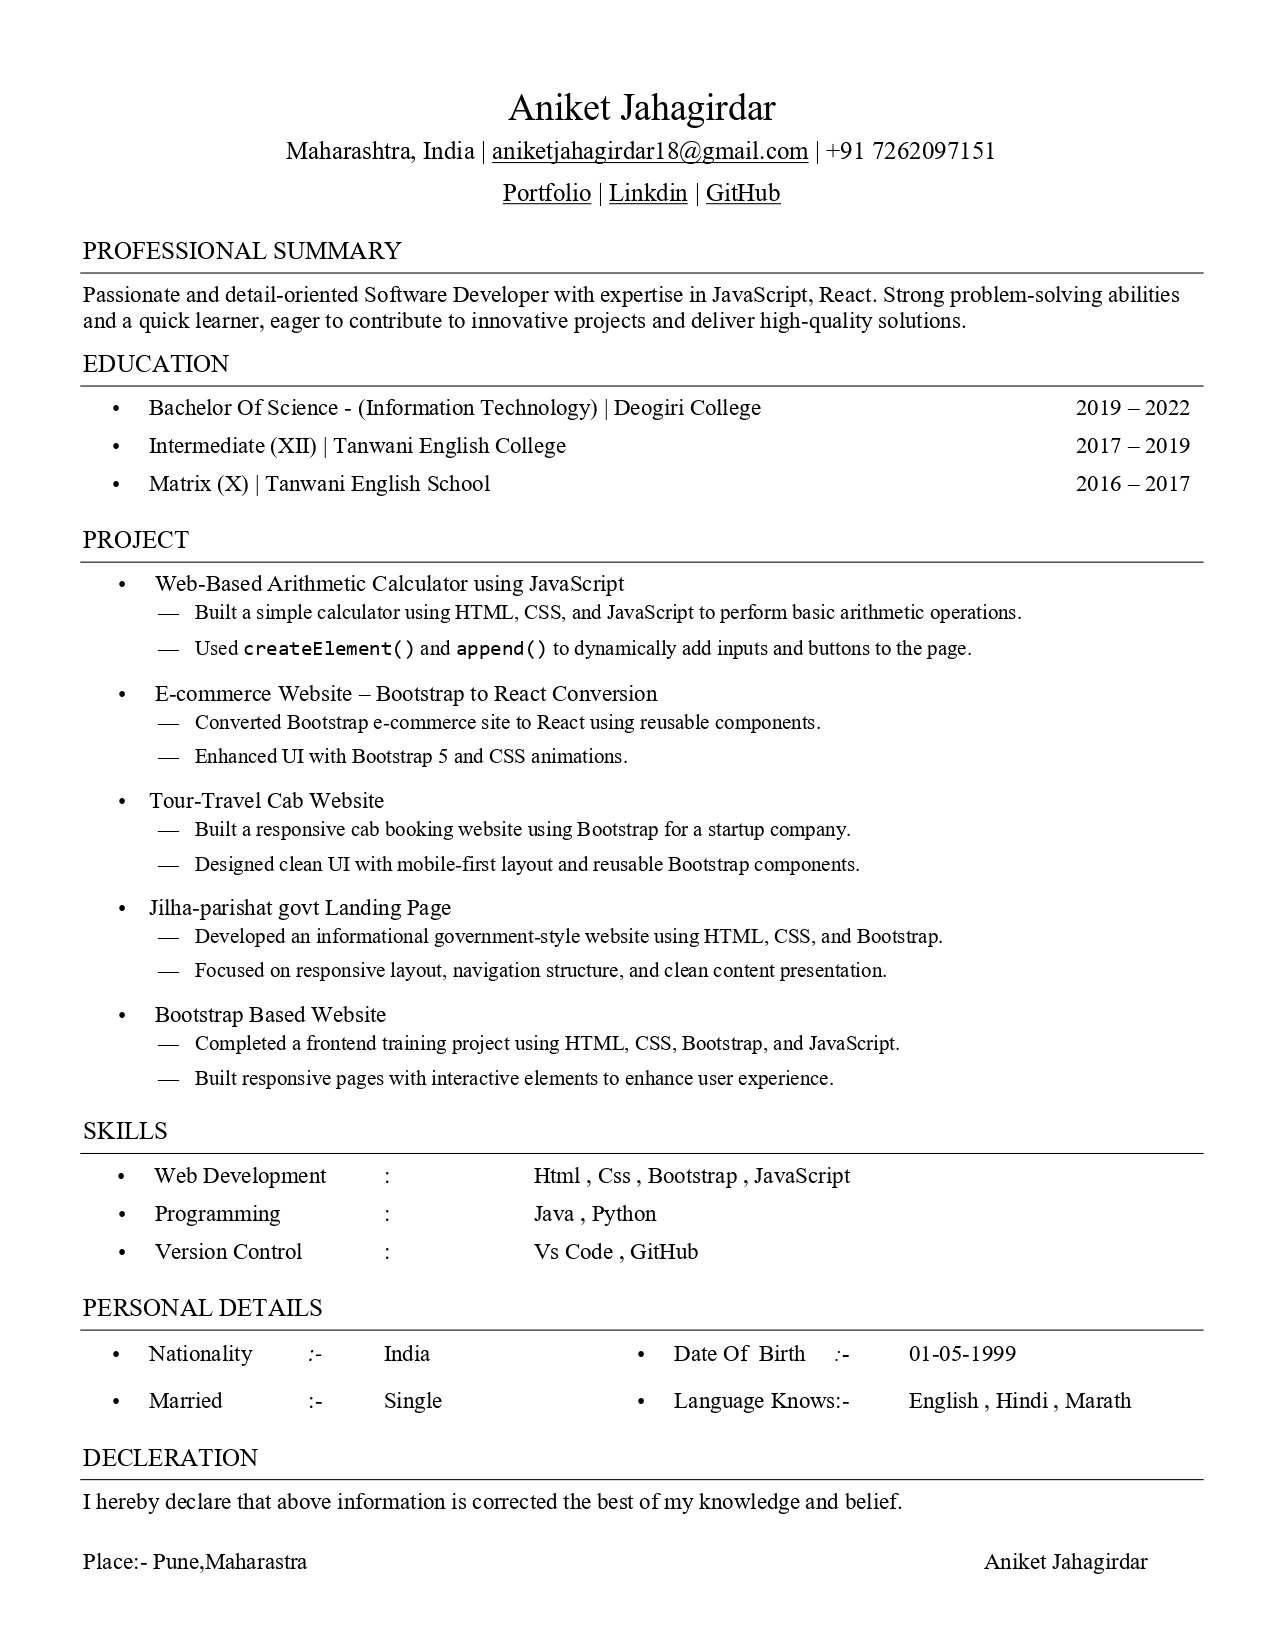 Aniket Jahagirdar
Maharashtra, India | aniketjahagirdar18@gmail.com | +91 7262097151
Portfolio | Linkdin | GitHub
PROFESSIONAL SUMMARY
Passionate and detail-oriented Software Developer with expertise in JavaScript, React. Strong problem-solving abilities
and a quick learner, eager to contribute to innovative projects and deliver high-quality solutions.
EDUCATION
• Bachelor Of Science - (Information Technology) | Deogiri College 2019 – 2022
• Intermediate (XII) | Tanwani English College 2017 – 2019
• Matrix (X) | Tanwani English School 2016 – 2017
PROJECT
• Web-Based Arithmetic Calculator using JavaScript
— Built a simple calculator using HTML, CSS, and JavaScript to perform basic arithmetic operations.
— Used createElement() and append() to dynamically add inputs and buttons to the page.
• E-commerce Website – Bootstrap to React Conversion
— Converted Bootstrap e-commerce site to React using reusable components.
— Enhanced UI with Bootstrap 5 and CSS animations.
• Tour-Travel Cab Website
— Built a responsive cab booking website using Bootstrap for a startup company.
— Designed clean UI with mobile-first layout and reusable Bootstrap components.
• Jilha-parishat govt Landing Page
— Developed an informational government-style website using HTML, CSS, and Bootstrap.
— Focused on responsive layout, navigation structure, and clean content presentation.
• Bootstrap Based Website
— Completed a frontend training project using HTML, CSS, Bootstrap, and JavaScript.
— Built responsive pages with interactive elements to enhance user experience.
SKILLS
• Web Development : Html , Css , Bootstrap , JavaScript
• Programming : Java , Python
• Version Control : Vs Code , GitHub
PERSONAL DETAILS
• Nationality :- India • Date Of Birth :- 01-05-1999
• Married :- Single • Language Knows:- English , Hindi , Marath
DECLERATION
I hereby declare that above information is corrected the best of my knowledge and belief.
Place:- Pune,Maharastra Aniket Jahagirdar